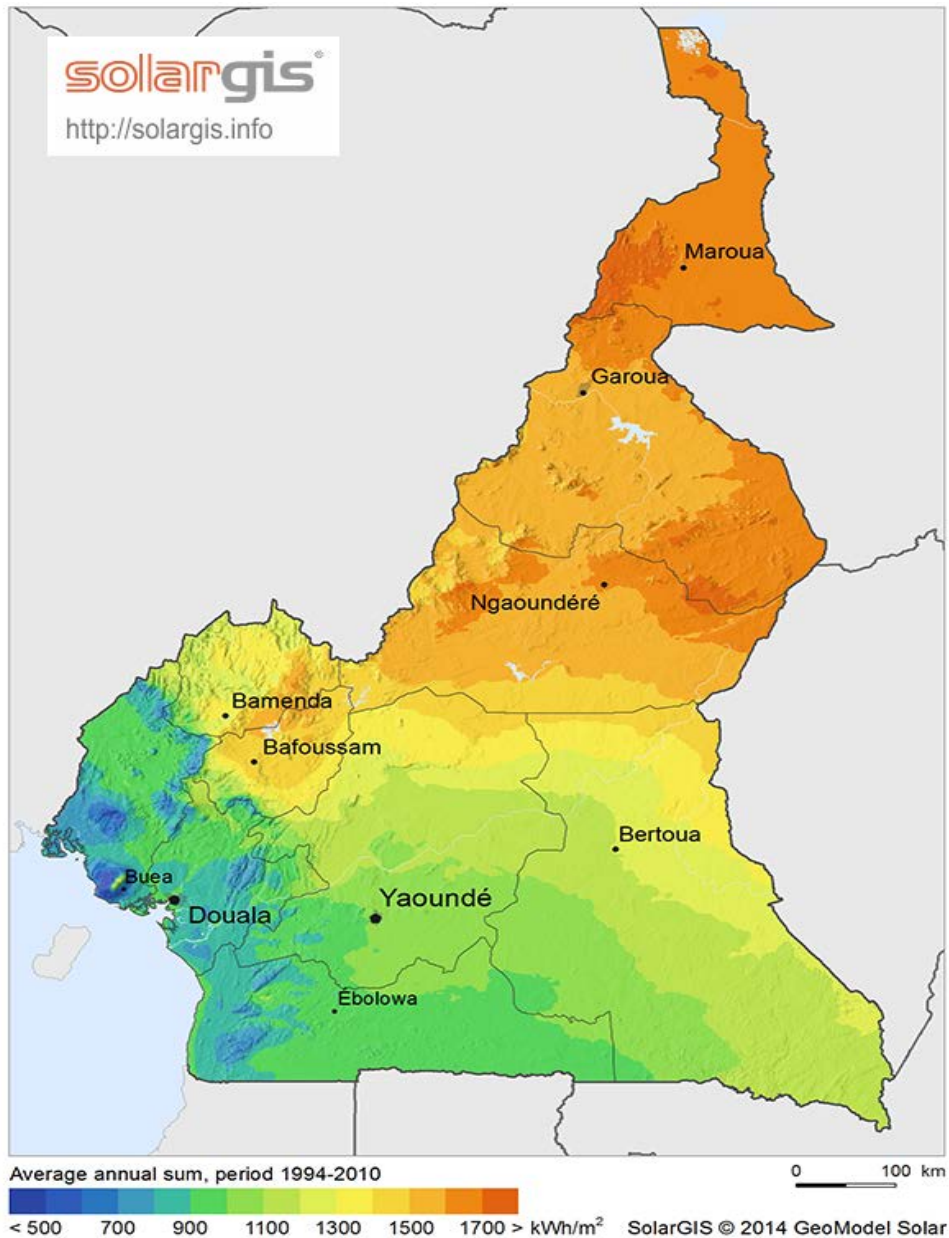 solargis®
http://solargis.info
Maroua
Garoua
Ngaoundéré
Bamenda
Bafoussam
Bertoua
Buea
Douala
Yaoundé
Ebolowa
Average annual sum, period 1994-2010
0 100 km
< 500 700 900 1100 1300 1500 1700 > kWh/m²
SolarGIS © 2014 GeoModel Solar